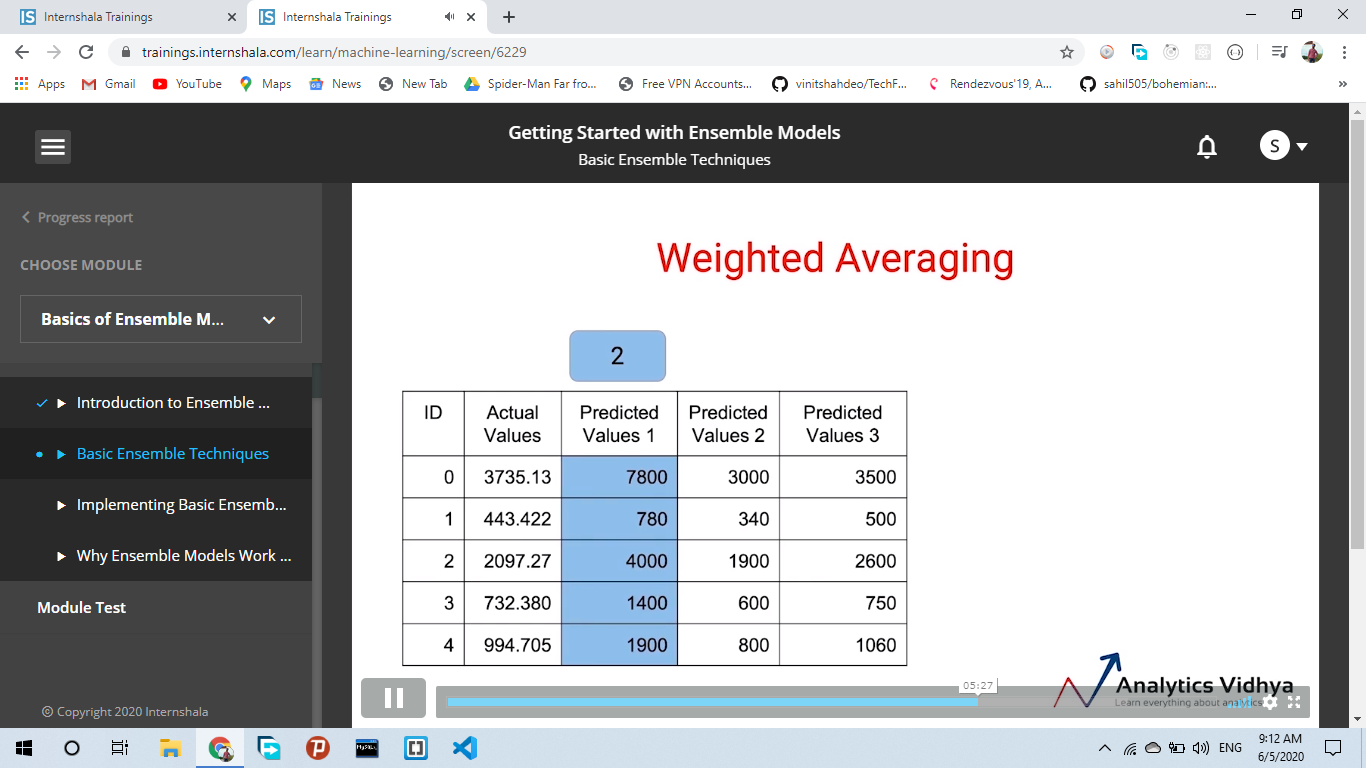 Internshala Trainings
Internshala Trainings
trainings.internshala.com/learn/machine-learning/screen/6229
Apps Gmail YouTube Maps News New Tab Spider-Man Far fro... Free VPN Accounts... vinitshahdeo/TechF... Rendezvous'19, A... sahil505/bohemian:... »
Getting Started with Ensemble Models
Basic Ensemble Techniques
S
Progress report
CHOOSE MODULE
Basics of Ensemble M...
Introduction to Ensemble ...
Basic Ensemble Techniques
Implementing Basic Ensemb...
Why Ensemble Models Work ...
Module Test
© Copyright 2020 Internshala
Weighted Averaging
2
ID Actual Values Predicted Values 1 Predicted Values 2 Predicted Values 3
0 3735.13 7800 3000 3500
1 443.422 780 340 500
2 2097.27 4000 1900 2600
3 732.380 1400 600 750
4 994.705 1900 800 1060
05:27
Analytics Vidhya
Learn everything about analytics
ENG
9:12 AM
6/5/2020